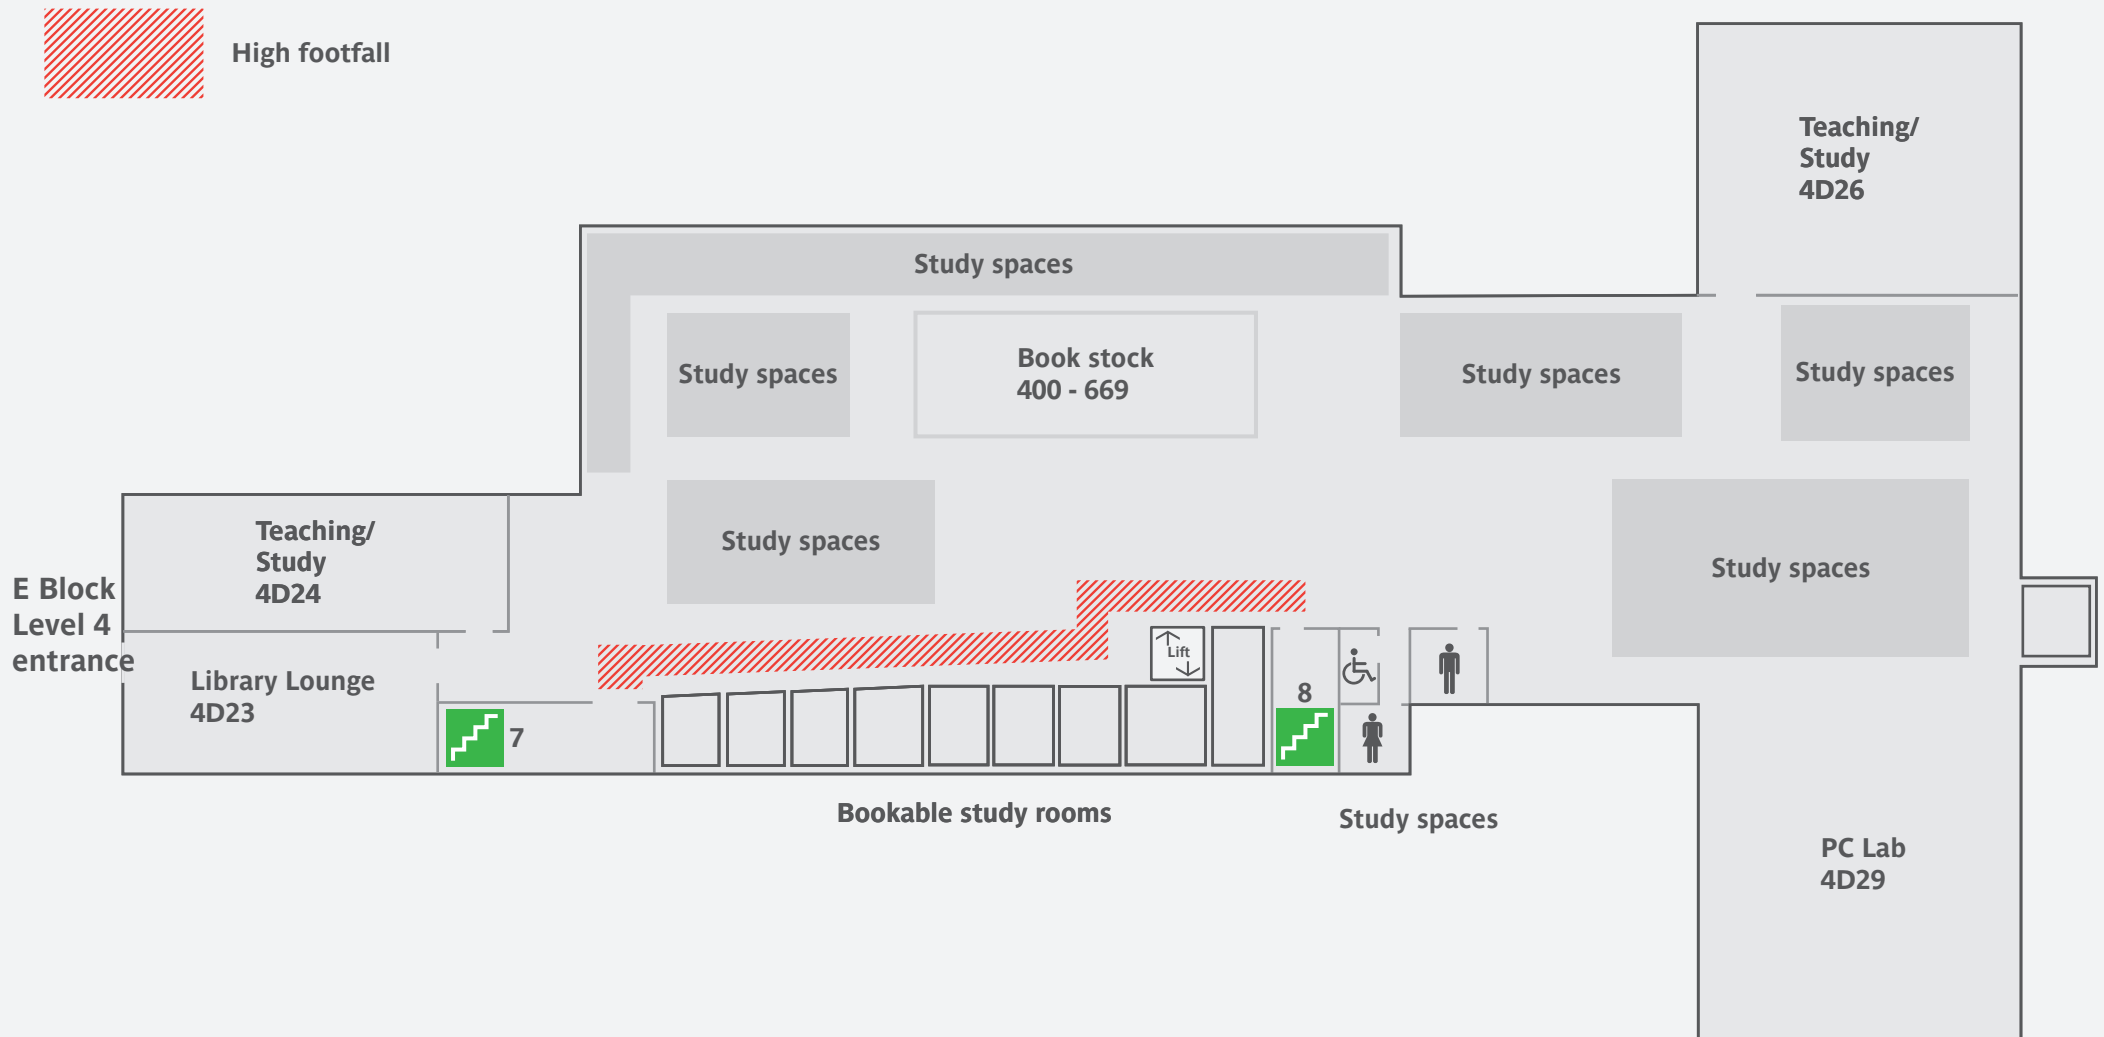 High footfall
Teaching/
Study
4D26
Study spaces
Study spaces
Book stock
400 - 669
Study spaces
Study spaces
Teaching/
Study
4D24
Study spaces
Study spaces
E Block
Level 4
entrance
Library Lounge
4D23
Lift
7
8
Bookable study rooms
Study spaces
PC Lab
4D29